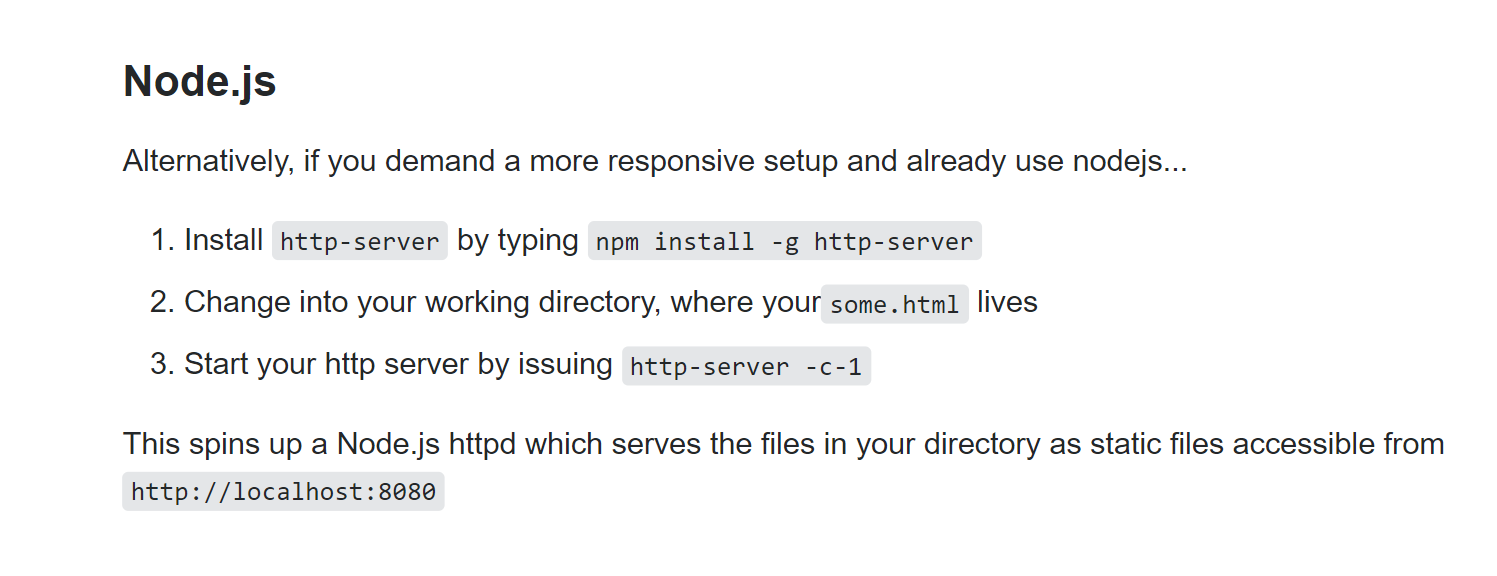 Node.js
Alternatively, if you demand a more responsive setup and already use nodejs...
1. Install http-server by typing npm install -g http-server
2. Change into your working directory, where your some.html lives
3. Start your http server by issuing http-server -c-1
This spins up a Node.js httpd which serves the files in your directory as static files accessible from
http://localhost:8080